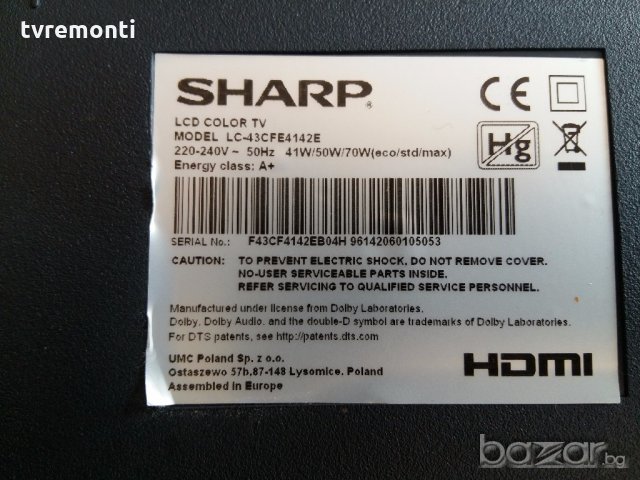 tvremonti
SHARP®
LCD COLOR TV
MODEL LC-43CFE4142E
220-240V ~ 50Hz 41W/50W/70W(eco/std/max)
Energy class: A+
Hg
SERIAL No.: F43CF4142EB04H 96142060105053
CAUTION: TO PREVENT ELECTRIC SHOCK, DO NOT REMOVE COVER.
NO-USER SERVICEABLE PARTS INSIDE.
REFER SERVICING TO QUALIFIED SERVICE PERSONNEL.
Manufactured under license from Dolby Laboratories.
Dolby, Dolby Audio, and the double-D symbol are trademarks of Dolby Laboratories.
For DTS patents, see http://patents.dts.com
UMC Poland Sp. z o.o.
Ostaszewo 57b,87-148 Lysomice, Poland
Assembled in Europe
HDMI
bazar.bg